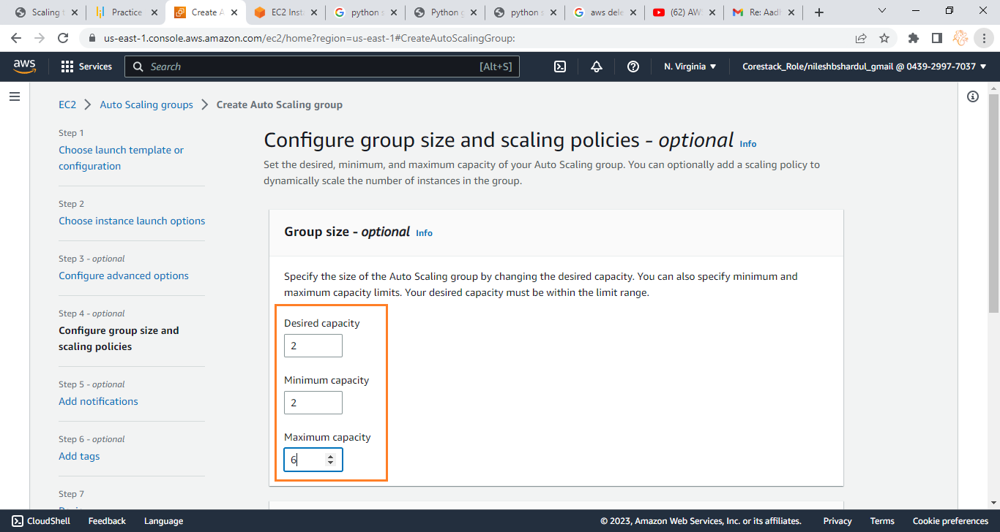 Scaling t
Practice
Create A
EC2 Inst
python s
Python g
python s
aws dele
(62) AW
Re: Aadh
us-east-1.console.aws.amazon.com/ec2/home?region=us-east-1#CreateAutoScalingGroup:
aws
Services
Search
[Alt+S]
N. Virginia
Corestack_Role/nileshbshardul_gmail @ 0439-2997-7037
EC2 > Auto Scaling groups > Create Auto Scaling group
Step 1
Choose launch template or
configuration
Step 2
Choose instance launch options
Step 3 - optional
Configure advanced options
Step 4 - optional
Configure group size and
scaling policies
Step 5 - optional
Add notifications
Step 6 - optional
Add tags
Step 7
Configure group size and scaling policies - optional Info
Set the desired, minimum, and maximum capacity of your Auto Scaling group. You can optionally add a scaling policy to
dynamically scale the number of instances in the group.
Group size - optional Info
Specify the size of the Auto Scaling group by changing the desired capacity. You can also specify minimum and
maximum capacity limits. Your desired capacity must be within the limit range.
Desired capacity
2
Minimum capacity
2
Maximum capacity
6
CloudShell
Feedback
Language
© 2023, Amazon Web Services, Inc. or its affiliates.
Privacy
Terms
Cookie preferences